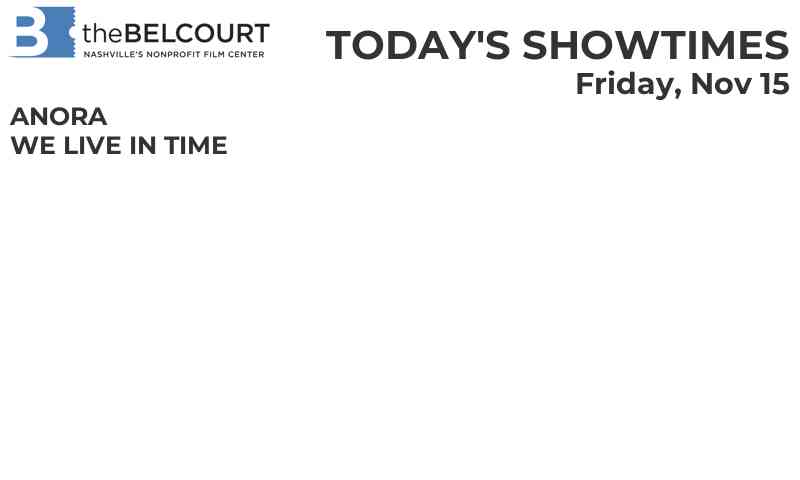 B theBELCOURT
NASHVILLE'S NONPROFIT FILM CENTER
TODAY'S SHOWTIMES
Friday, Nov 15
ANORA
WE LIVE IN TIME